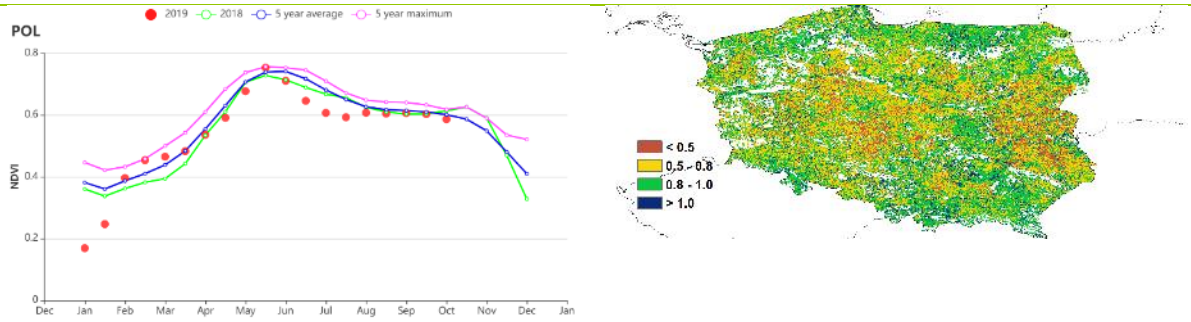 2019 2018 5 year average 5 year maximum
POL
0.8
0.6
0.4
0.2
0
NDVI
Dec Jan Feb Mar Apr May Jun Jul Aug Sep Oct Nov Dec Jan
< 0.5
0.5 - 0.8
0.8 - 1.0
> 1.0